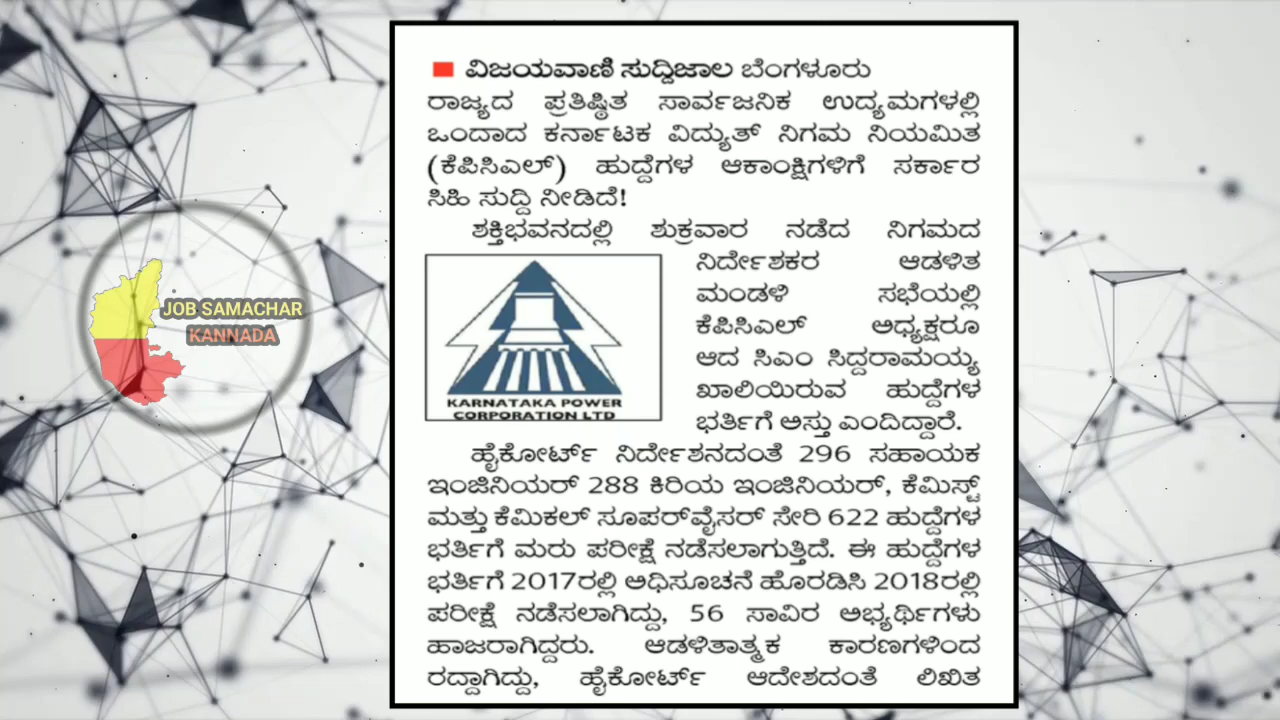 JOB SAMACHAR
KANNADA
ವಿಜಯವಾಣಿ ಸುದ್ದಿಜಾಲ ಬೆಂಗಳೂರು
ರಾಜ್ಯದ ಪ್ರತಿಷ್ಠಿತ ಸಾರ್ವಜನಿಕ ಉದ್ಯಮಗಳಲ್ಲಿ
ಒಂದಾದ ಕರ್ನಾಟಕ ವಿದ್ಯುತ್ ನಿಗಮ ನಿಯಮಿತ
(ಕೆಪಿಸಿಎಲ್) ಹುದ್ದೆಗಳ ಆಕಾಂಕ್ಷಿಗಳಿಗೆ ಸರ್ಕಾರ
ಸಿಹಿ ಸುದ್ದಿ ನೀಡಿದೆ!
ಶಕ್ತಿಭವನದಲ್ಲಿ ಶುಕ್ರವಾರ ನಡೆದ ನಿಗಮದ
ನಿರ್ದೇಶಕರ ಆಡಳಿತ
ಮಂಡಳಿ ಸಭೆಯಲ್ಲಿ
ಕೆಪಿಸಿಎಲ್ ಅಧ್ಯಕ್ಷರೂ
ಆದ ಸಿಎಂ ಸಿದ್ದರಾಮಯ್ಯ
ಖಾಲಿಯಿರುವ ಹುದ್ದೆಗಳ
ಭರ್ತಿಗೆ ಅಸ್ತು ಎಂದಿದ್ದಾರೆ.
KARNATAKA POWER
CORPORATION LTD
ಹೈಕೋರ್ಟ್ ನಿರ್ದೇಶನದಂತೆ 296 ಸಹಾಯಕ
ಇಂಜಿನಿಯರ್ 288 ಕಿರಿಯ ಇಂಜಿನಿಯರ್, ಕೆಮಿಸ್ಟ್
ಮತ್ತು ಕೆಮಿಕಲ್ ಸೂಪರ್‌ವೈಸರ್ ಸೇರಿ 622 ಹುದ್ದೆಗಳ
ಭರ್ತಿಗೆ ಮರು ಪರೀಕ್ಷೆ ನಡೆಸಲಾಗುತ್ತಿದೆ. ಈ ಹುದ್ದೆಗಳ
ಭರ್ತಿಗೆ 2017ರಲ್ಲಿ ಅಧಿಸೂಚನೆ ಹೊರಡಿಸಿ 2018ರಲ್ಲಿ
ಪರೀಕ್ಷೆ ನಡೆಸಲಾಗಿದ್ದು, 56 ಸಾವಿರ ಅಭ್ಯರ್ಥಿಗಳು
ಹಾಜರಾಗಿದ್ದರು. ಆಡಳಿತಾತ್ಮಕ ಕಾರಣಗಳಿಂದ
ರದ್ದಾಗಿದ್ದು, ಹೈಕೋರ್ಟ್ ಆದೇಶದಂತೆ ಲಿಖಿತ